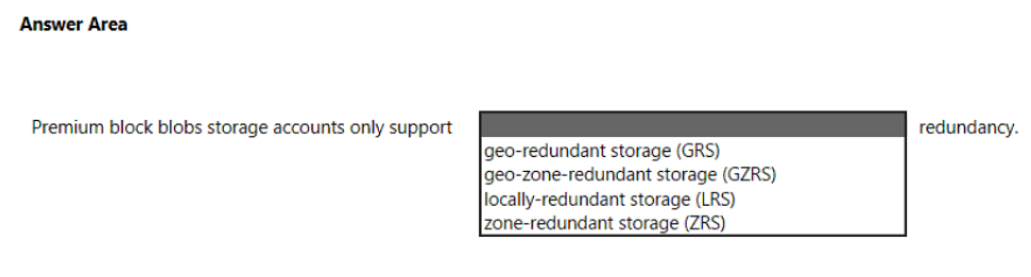 Answer Area
Premium block blobs storage accounts only support redundancy.
geo-redundant storage (GRS)
geo-zone-redundant storage (GZRS)
locally-redundant storage (LRS)
zone-redundant storage (ZRS)